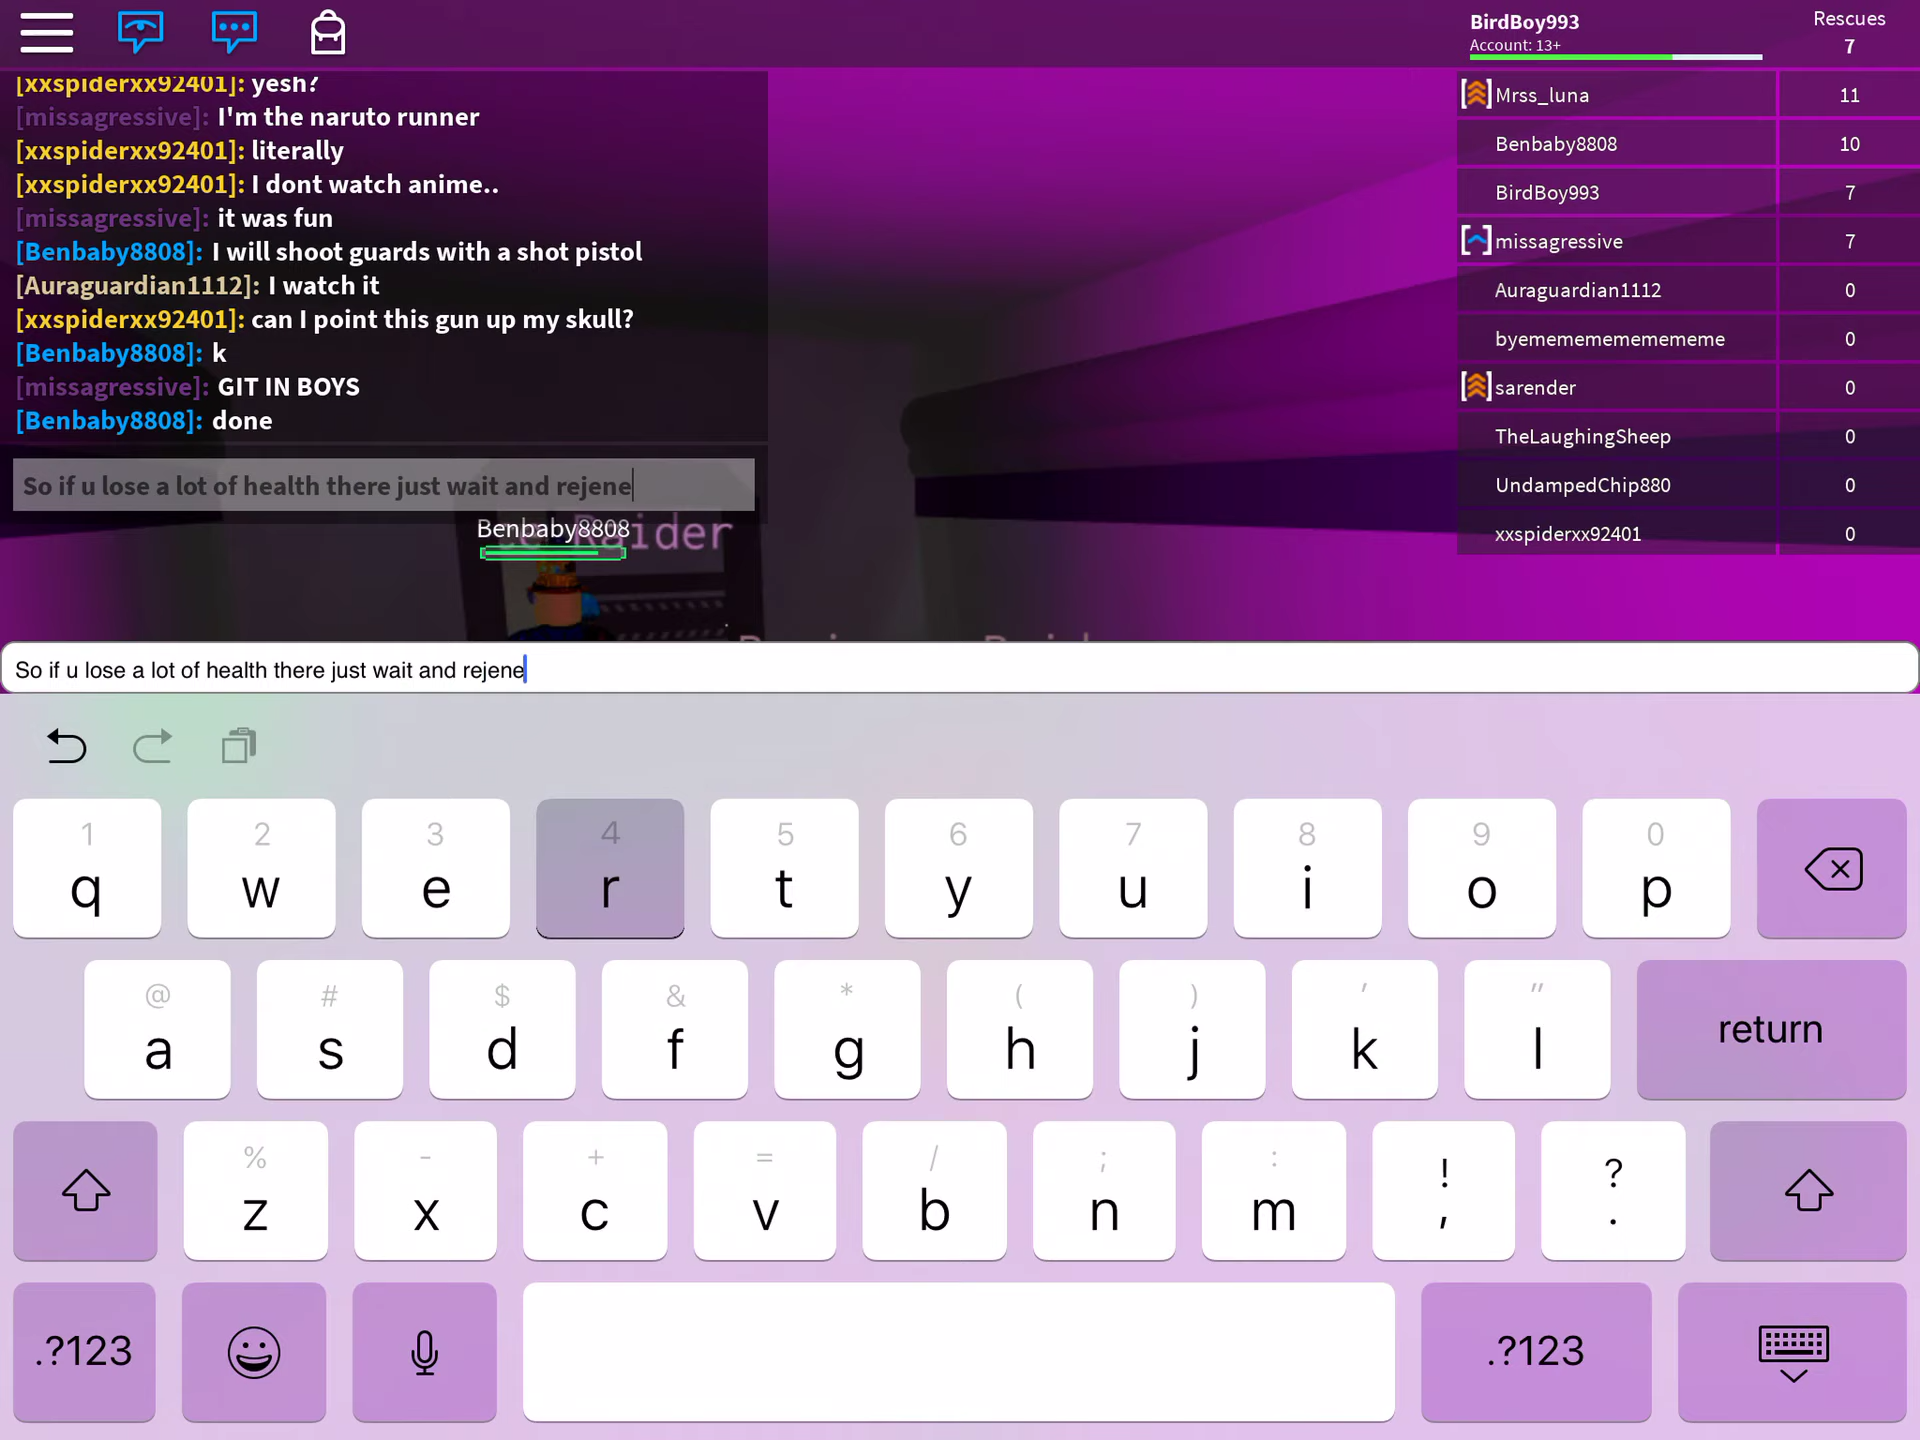 BirdBoy993
Account: 13+
Rescues
7
[xxspiderxx92401]: yesh?
[missagressive]: I'm the naruto runner
[xxspiderxx92401]: literally
[xxspiderxx92401]: I dont watch anime..
[missagressive]: it was fun
[Benbaby8808]: I will shoot guards with a shot pistol
[Auraguardian1112]: I watch it
[xxspiderxx92401]: can I point this gun up my skull?
[Benbaby8808]: k
[missagressive]: GIT IN BOYS
[Benbaby8808]: done
So if u lose a lot of health there just wait and rejene
Mrss_luna 11
Benbaby8808 10
BirdBoy993 7
missagressive 7
Auraguardian1112 0
byemememememememe 0
sarender 0
TheLaughingSheep 0
UndampedChip880 0
xxspiderxx92401 0
Benbaby8808
Raider
So if u lose a lot of health there just wait and rejene
1 2 3 4 5 6 7 8 9 0
q w e r t y u i o p
@ # $ & * ( ) ' "
a s d f g h j k l return
% - + = / ; : ! ?
z x c v b n m , .
.?123 .?123